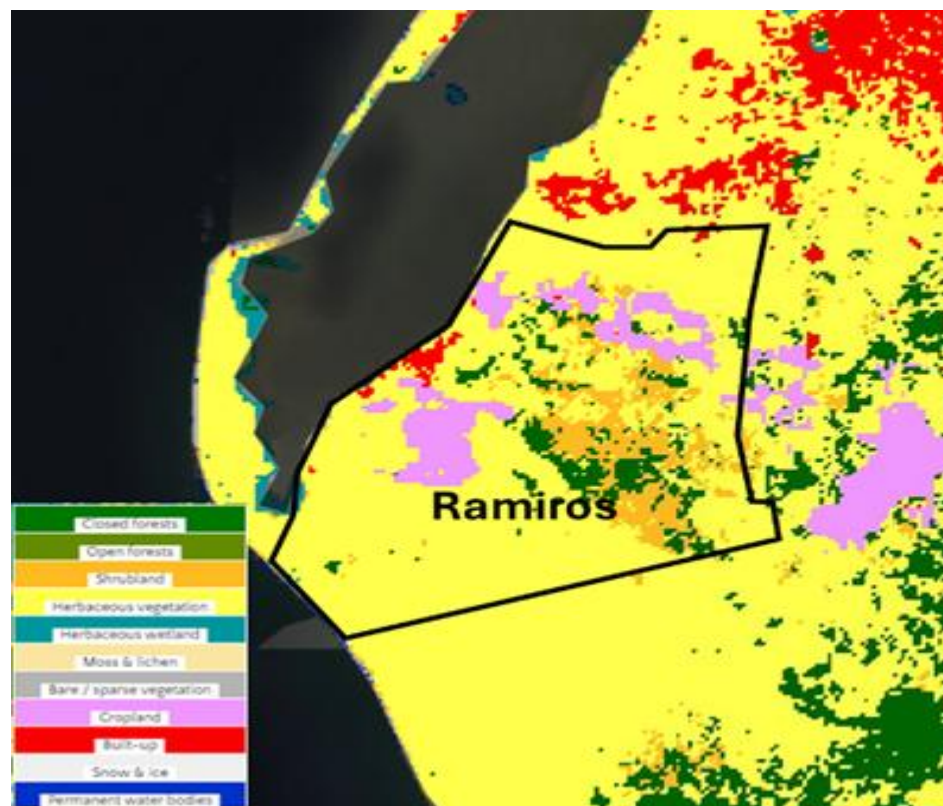 Ramiros
Closed forests
Open forests
Shrubland
Herbaceous vegetation
Herbaceous wetland
Moss & lichen
Bare / sparse vegetation
Cropland
Built-up
Snow & ice
Permanent water bodies